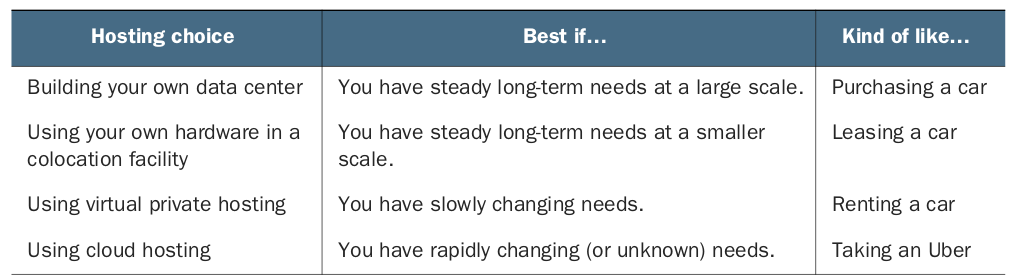 Hosting choice Best if… Kind of like…
Building your own data center You have steady long-term needs at a large scale. Purchasing a car
Using your own hardware in a You have steady long-term needs at a smaller Leasing a car
colocation facility scale.
Using virtual private hosting You have slowly changing needs. Renting a car
Using cloud hosting You have rapidly changing (or unknown) needs. Taking an Uber